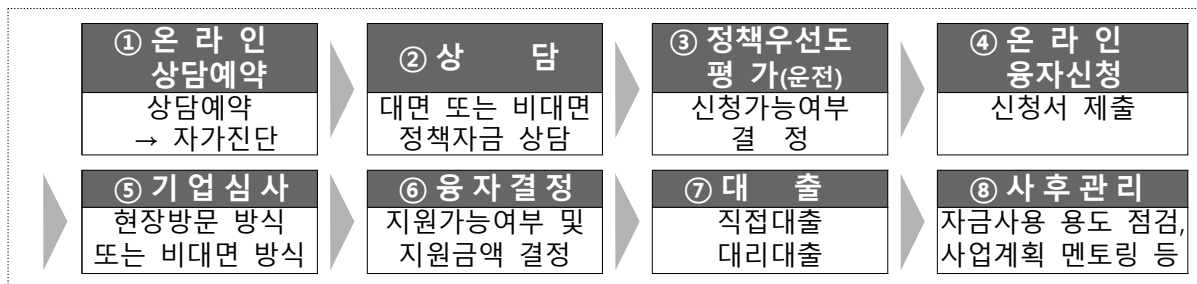 ① 온 라 인
상담예약
상담예약
→ 자가진단
② 상 담
대면 또는 비대면
정책자금 상담
③ 정책우선도
평 가(운전)
신청가능여부
결 정
④ 온 라 인
융자신청
신청서 제출
⑤ 기 업 심 사
현장방문 방식
또는 비대면 방식
⑥ 융 자 결 정
지원가능여부 및
지원금액 결정
⑦ 대 출
직접대출
대리대출
⑧ 사 후 관 리
자금사용 용도 점검,
사업계획 멘토링 등